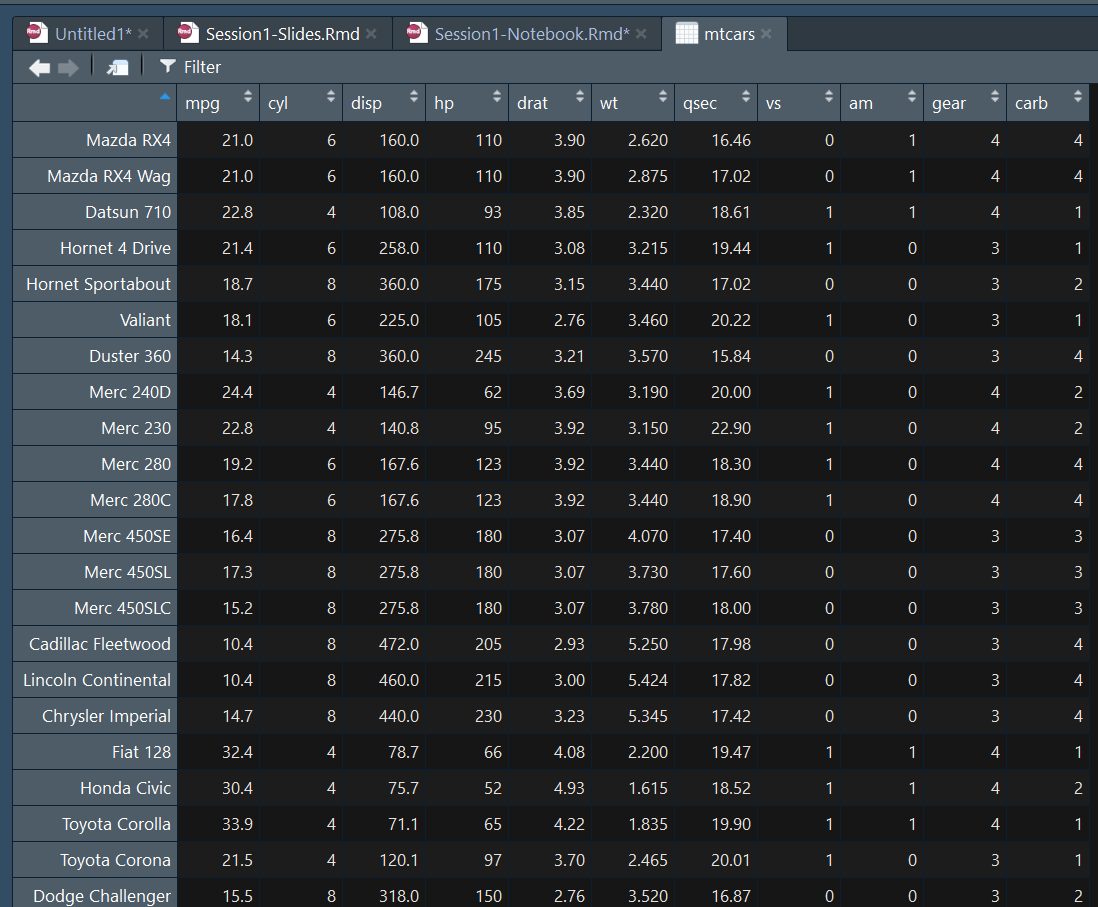 Untitled1* Session1-Slides.Rmd Session1-Notebook.Rmd* mtcars
Filter
mpg cyl disp hp drat wt qsec vs am gear carb
Mazda RX4 21.0 6 160.0 110 3.90 2.620 16.46 0 1 4 4
Mazda RX4 Wag 21.0 6 160.0 110 3.90 2.875 17.02 0 1 4 4
Datsun 710 22.8 4 108.0 93 3.85 2.320 18.61 1 1 4 1
Hornet 4 Drive 21.4 6 258.0 110 3.08 3.215 19.44 1 0 3 1
Hornet Sportabout 18.7 8 360.0 175 3.15 3.440 17.02 0 0 3 2
Valiant 18.1 6 225.0 105 2.76 3.460 20.22 1 0 3 1
Duster 360 14.3 8 360.0 245 3.21 3.570 15.84 0 0 3 4
Merc 240D 24.4 4 146.7 62 3.69 3.190 20.00 1 0 4 2
Merc 230 22.8 4 140.8 95 3.92 3.150 22.90 1 0 4 2
Merc 280 19.2 6 167.6 123 3.92 3.440 18.30 1 0 4 4
Merc 280C 17.8 6 167.6 123 3.92 3.440 18.90 1 0 4 4
Merc 450SE 16.4 8 275.8 180 3.07 4.070 17.40 0 0 3 3
Merc 450SL 17.3 8 275.8 180 3.07 3.730 17.60 0 0 3 3
Merc 450SLC 15.2 8 275.8 180 3.07 3.780 18.00 0 0 3 3
Cadillac Fleetwood 10.4 8 472.0 205 2.93 5.250 17.98 0 0 3 4
Lincoln Continental 10.4 8 460.0 215 3.00 5.424 17.82 0 0 3 4
Chrysler Imperial 14.7 8 440.0 230 3.23 5.345 17.42 0 0 3 4
Fiat 128 32.4 4 78.7 66 4.08 2.200 19.47 1 1 4 1
Honda Civic 30.4 4 75.7 52 4.93 1.615 18.52 1 1 4 2
Toyota Corolla 33.9 4 71.1 65 4.22 1.835 19.90 1 1 4 1
Toyota Corona 21.5 4 120.1 97 3.70 2.465 20.01 1 0 3 1
Dodge Challenger 15.5 8 318.0 150 2.76 3.520 16.87 0 0 3 2